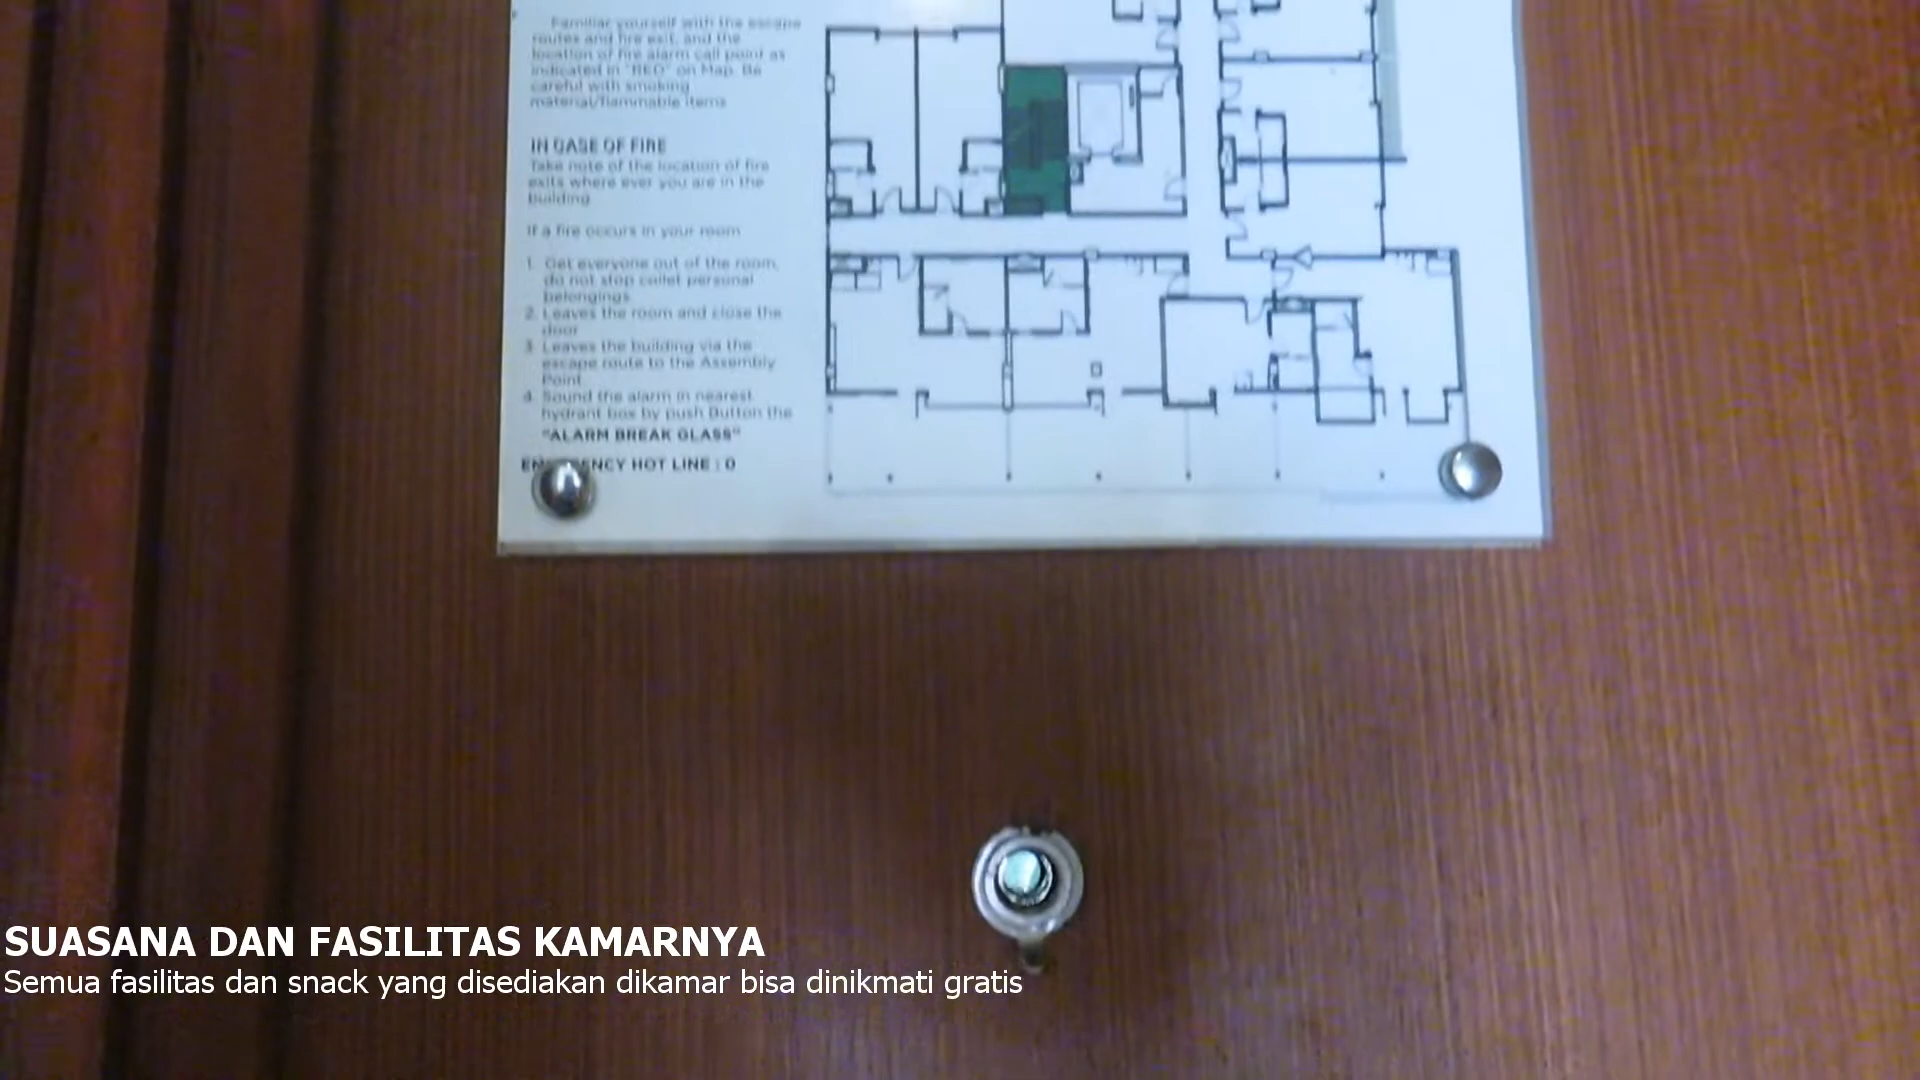 Familiar yourself with the escape
routes and fire exit, and the
location of fire alarm call point as
indicated in "RED" on Map. Be
careful with smoking
material/flammable items
IN CASE OF FIRE
Take note of the location of fire
exits where ever you are in the
building
If a fire occurs in your room
1. Get everyone out of the room,
do not stop collet personal
belongings
2. Leaves the room and close the
door
3. Leaves the building via the
escape route to the Assembly
Point
4. Sound the alarm in nearest
hydrant box by push Button the
"ALARM BREAK GLASS"
HOT LINE : 0
SUASANA DAN FASILITAS KAMARNYA
Semua fasilitas dan snack yang disediakan dikamar bisa dinikmati gratis